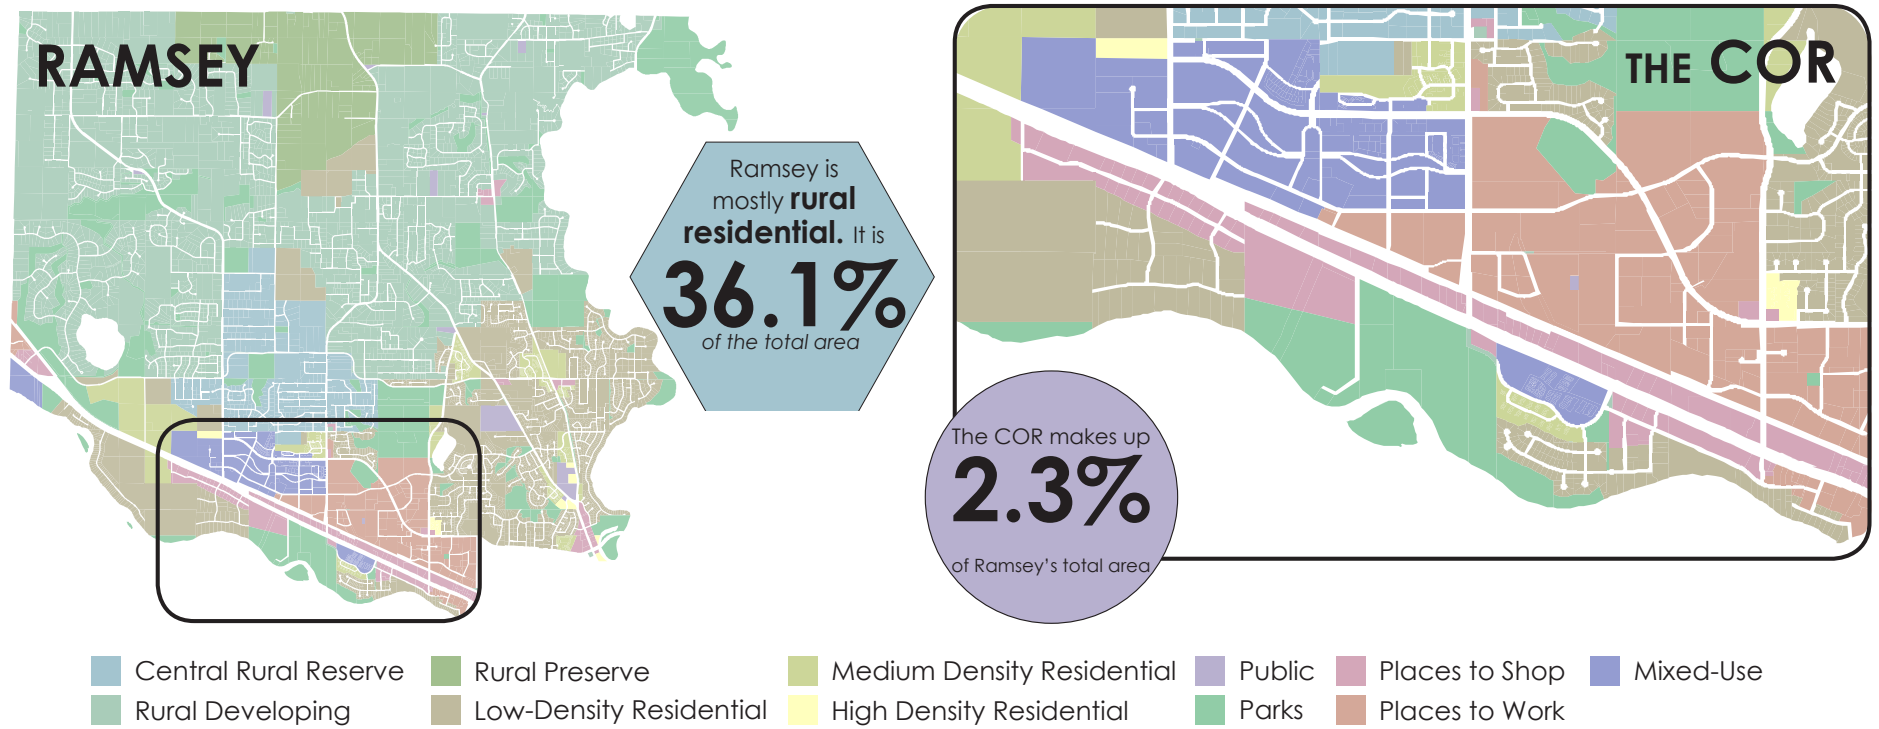 RAMSEY
THE COR
Ramsey is
mostly rural
residential. It is
36.1%
of the total area
The COR makes up
2.3%
of Ramsey's total area
Central Rural Reserve
Rural Developing
Rural Preserve
Low-Density Residential
Medium Density Residential
High Density Residential
Public
Parks
Places to Shop
Places to Work
Mixed-Use